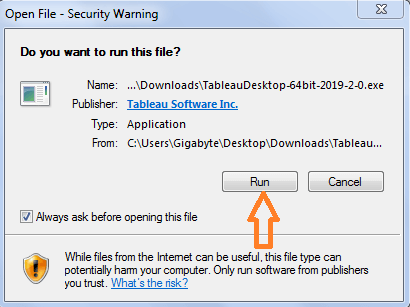 Open File - Security Warning
Do you want to run this file?
Name: ...\Downloads\TableauDesktop-64bit-2019-2-0.exe
Publisher: Tableau Software Inc.
Type: Application
From: C:\Users\Gigabyte\Desktop\Downloads\Tableau...
Run Cancel
Always ask before opening this file
While files from the Internet can be useful, this file type can
potentially harm your computer. Only run software from publishers
you trust. What's the risk?